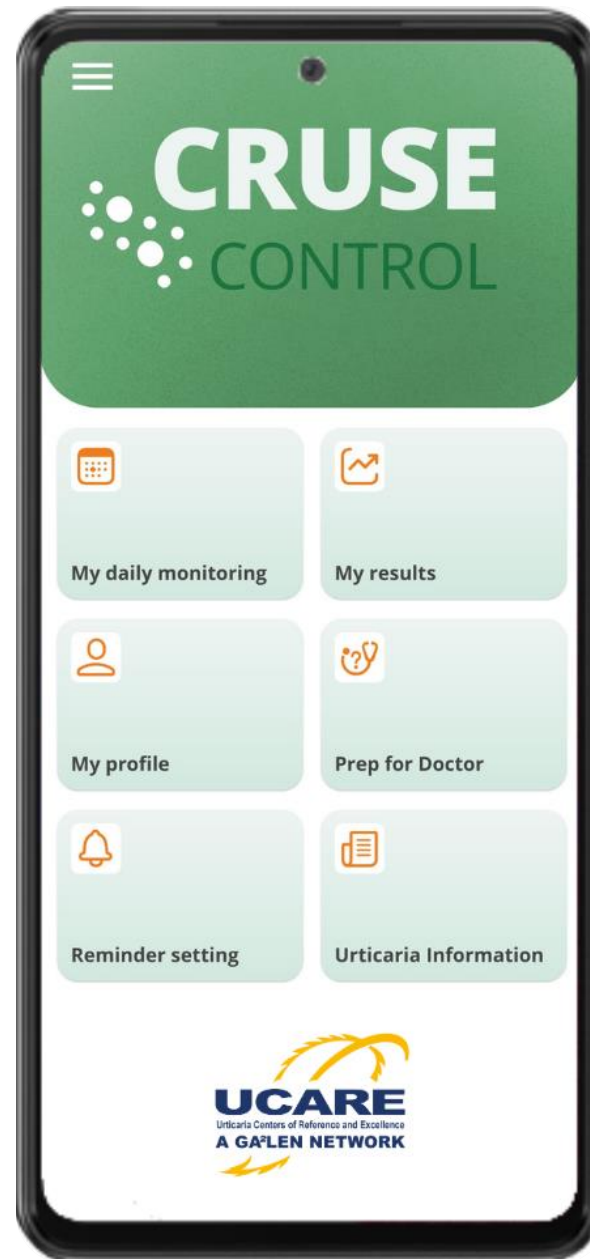 CRUSE
CONTROL
My daily monitoring
My results
My profile
Prep for Doctor
Reminder setting
Urticaria Information
UCARE
Urticaria Centers of Reference and Excellence
A GA²LEN NETWORK